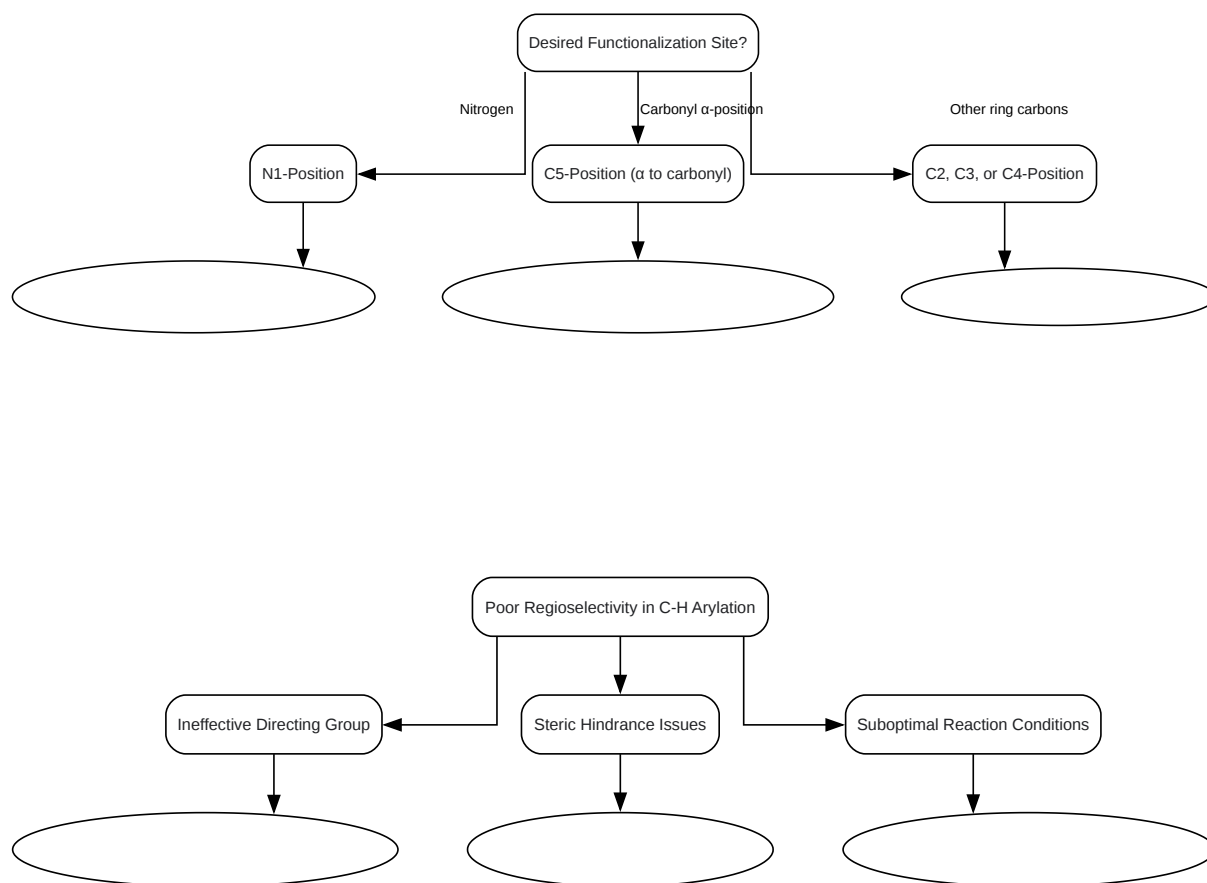 Desired Functionalization Site?
Nitrogen
Carbonyl α-position
Other ring carbons
N1-Position
C5-Position (α to carbonyl)
C2, C3, or C4-Position
Poor Regioselectivity in C-H Arylation
Ineffective Directing Group
Steric Hindrance Issues
Suboptimal Reaction Conditions